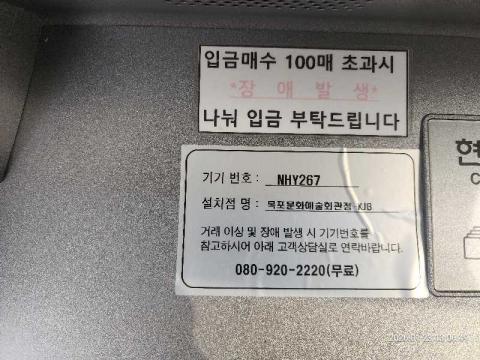 입금매수 100매 초과시
*장 애 발 생*
나눠 입금 부탁드립니다
기기 번호 : NHY267
설치점 명 : 목포문화예술회관점-KJB
거래 이상 및 장애 발생 시 기기번호를
참고하시어 아래 고객상담실로 연락바랍니다.
080-920-2220(무료)
현
C